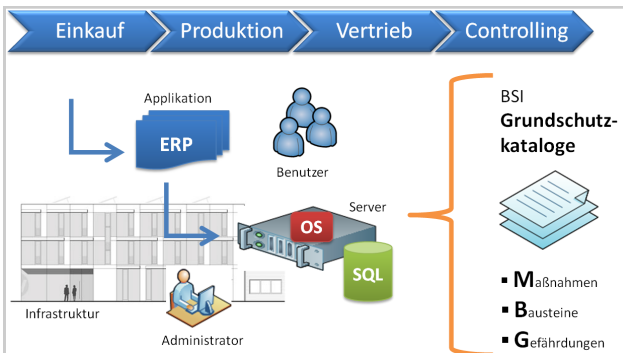 Einkauf
Produktion
Vertrieb
Controlling
Applikation
ERP
Benutzer
BSI
Grundschutz-
kataloge
Server
OS
SQL
Infrastruktur
Administrator
▪ Maßnahmen
▪ Bausteine
▪ Gefährdungen